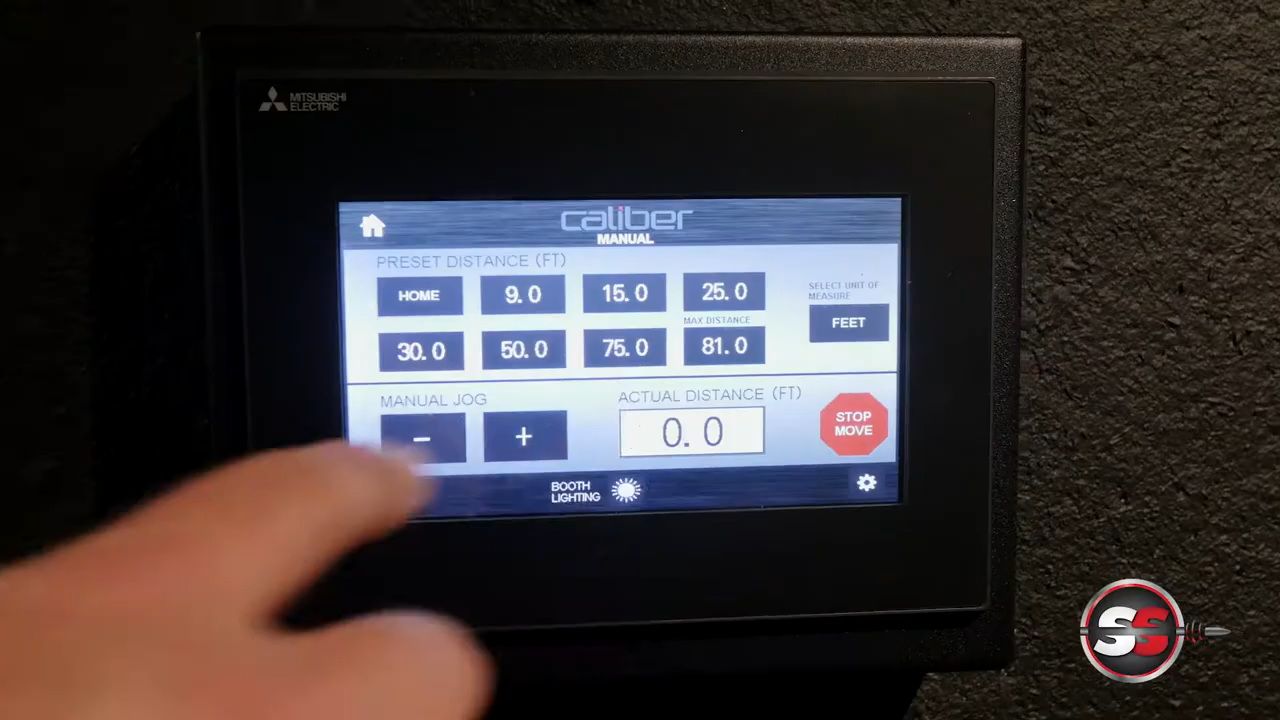 MITSUBISHI
ELECTRIC
caliber
MANUAL
PRESET DISTANCE (FT)
HOME
9.0
15.0
25.0
SELECT UNIT OF
MEASURE
FEET
MAX DISTANCE
30.0
50.0
75.0
81.0
MANUAL JOG
-
+
ACTUAL DISTANCE (FT)
0.0
STOP
MOVE
BOOTH
LIGHTING
SS